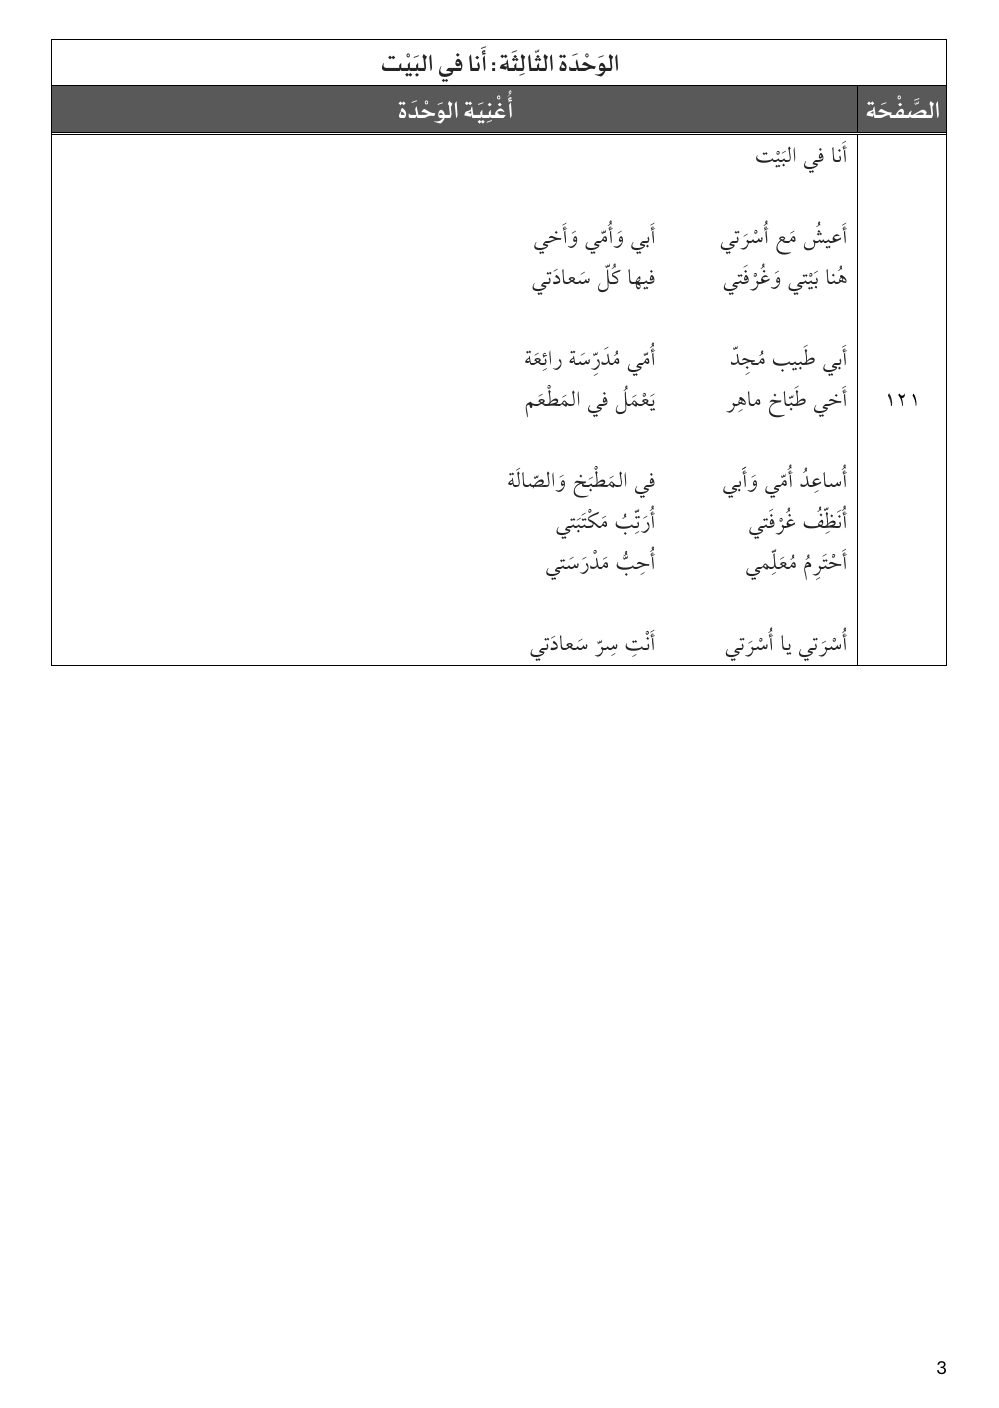 الوَحْدَة الثّالِثَة: أَنا في البَيْت
الصَّفْحَة أُغْنِيَة الوَحْدَة
أَنا في البَيْت
أَعيشُ مَع أُسْرَتي أَبي وَأُمّي وَأَخي
هُنا بَيْتي وَغُرْفَتي فيها كُلّ سَعادَتي
أَبي طَبيب مُجِدّ أُمّي مُدَرِّسَة رائِعَة
١٢١ أَخي طَبّاخ ماهِر يَعْمَلُ في المَطْعَم
أُساعِدُ أُمّي وَأَبي في المَطْبَخ وَالصّالَة
أُنَظِّفُ غُرْفَتي أُرَتِّبُ مَكْتَبَتي
أَحْتَرِمُ مُعَلِّمي أُحِبُّ مَدْرَسَتي
أُسْرَتي يا أُسْرَتي أَنْتِ سِرّ سَعادَتي
3